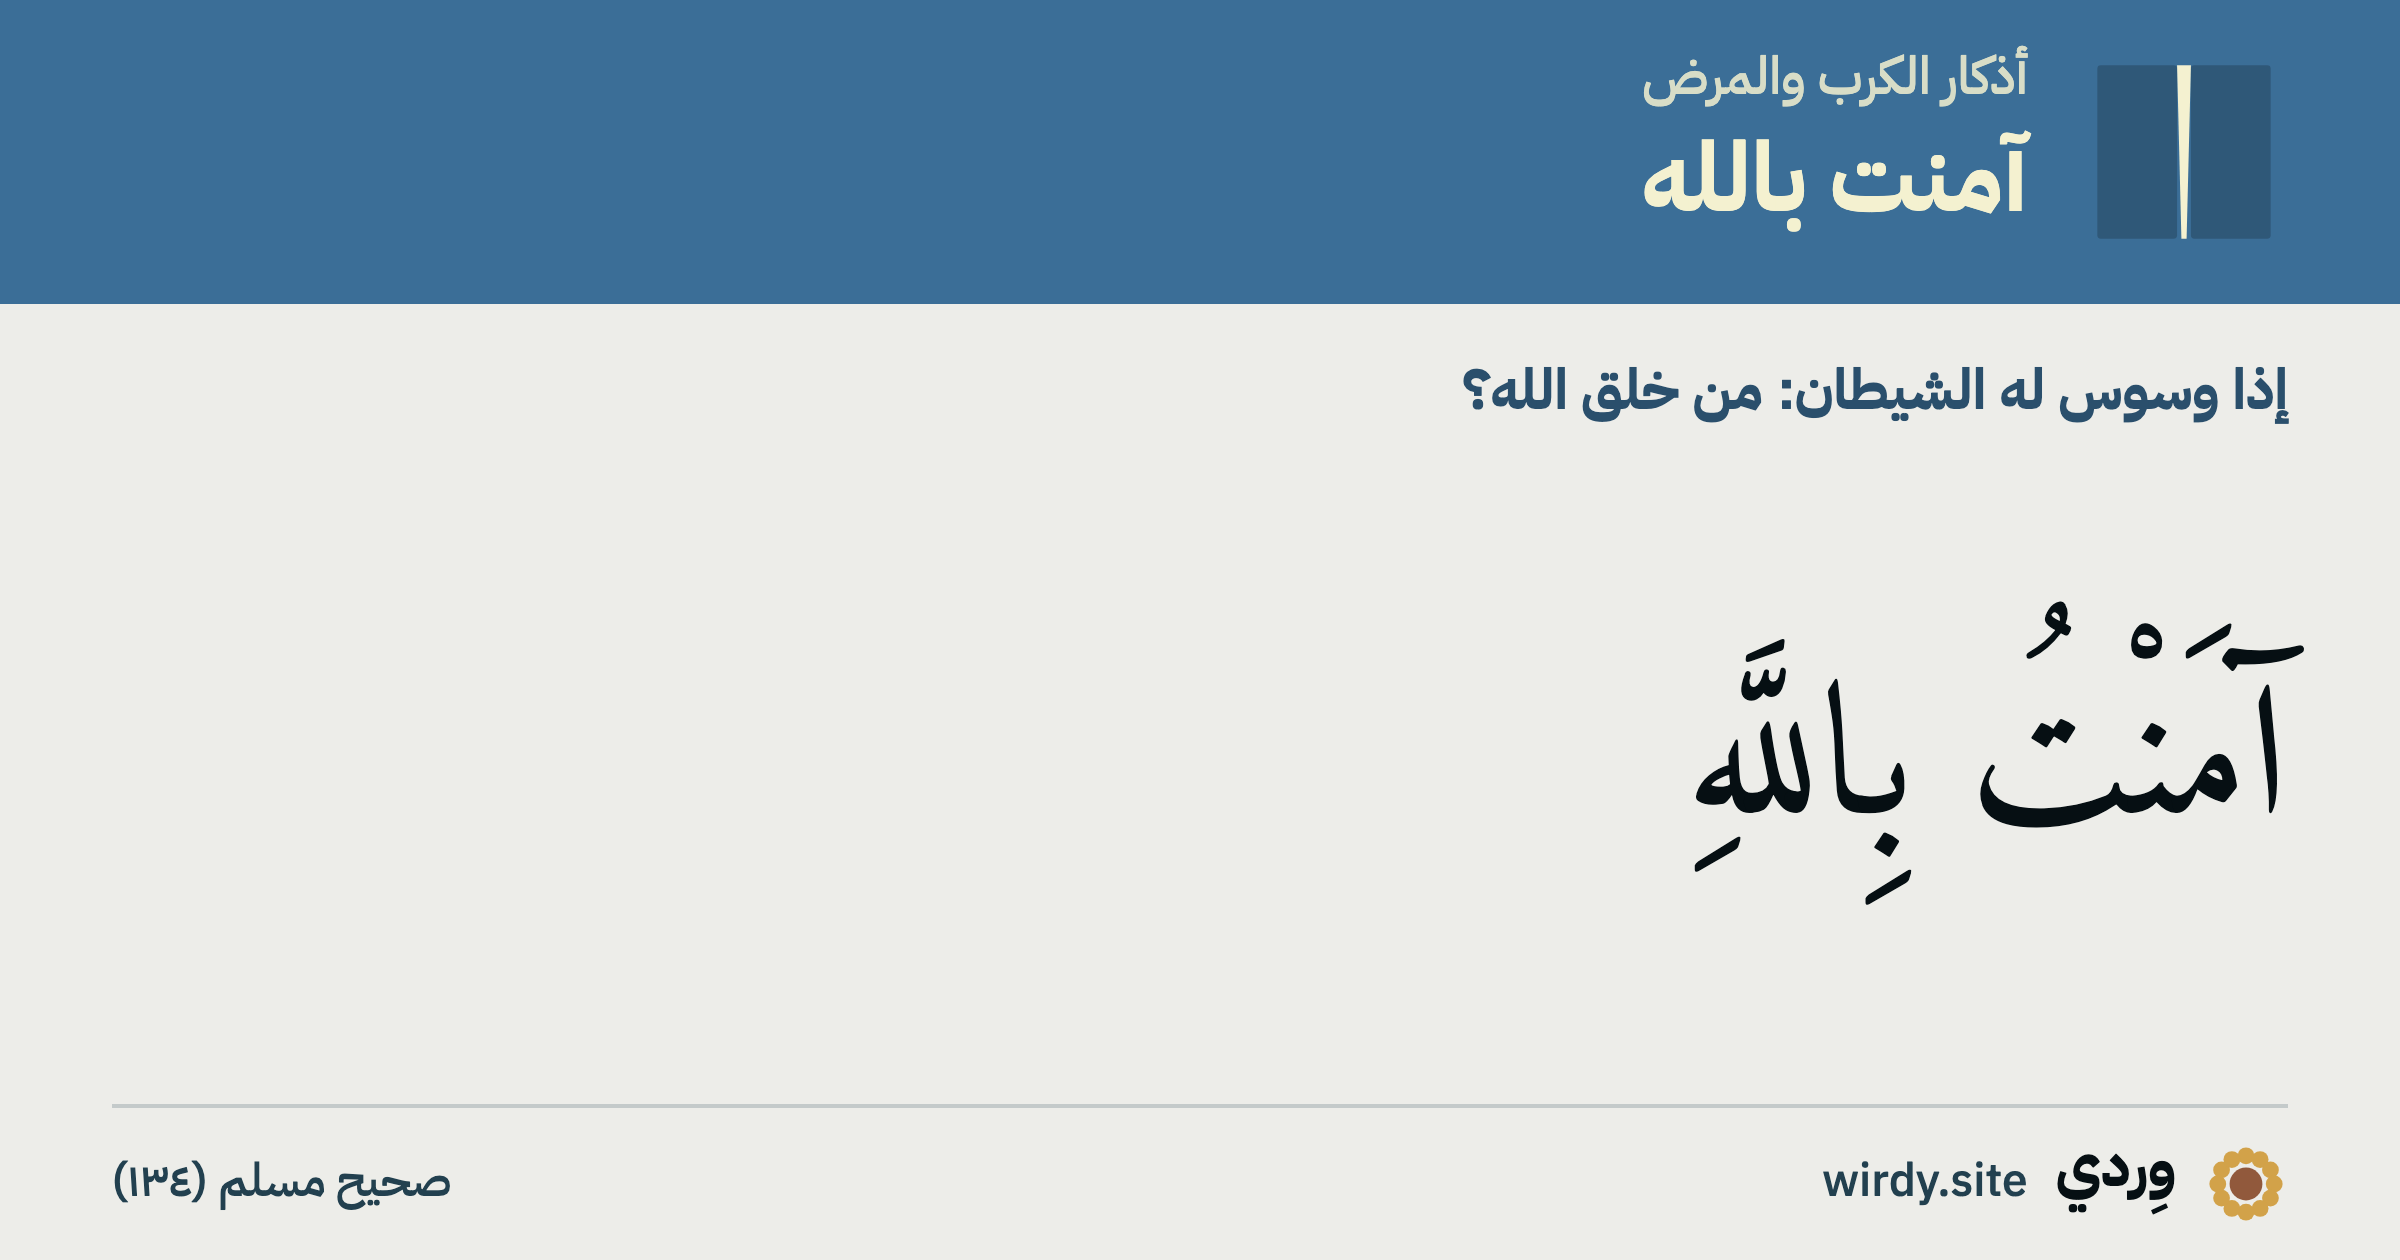 أذكار الكرب والمرض
آمنت بالله
إذا وسوس له الشيطان: من خلق الله؟
آمَنْتُ بِاللَّهِ
وِردي wirdy.site
صحيح مسلم (١٣٤)